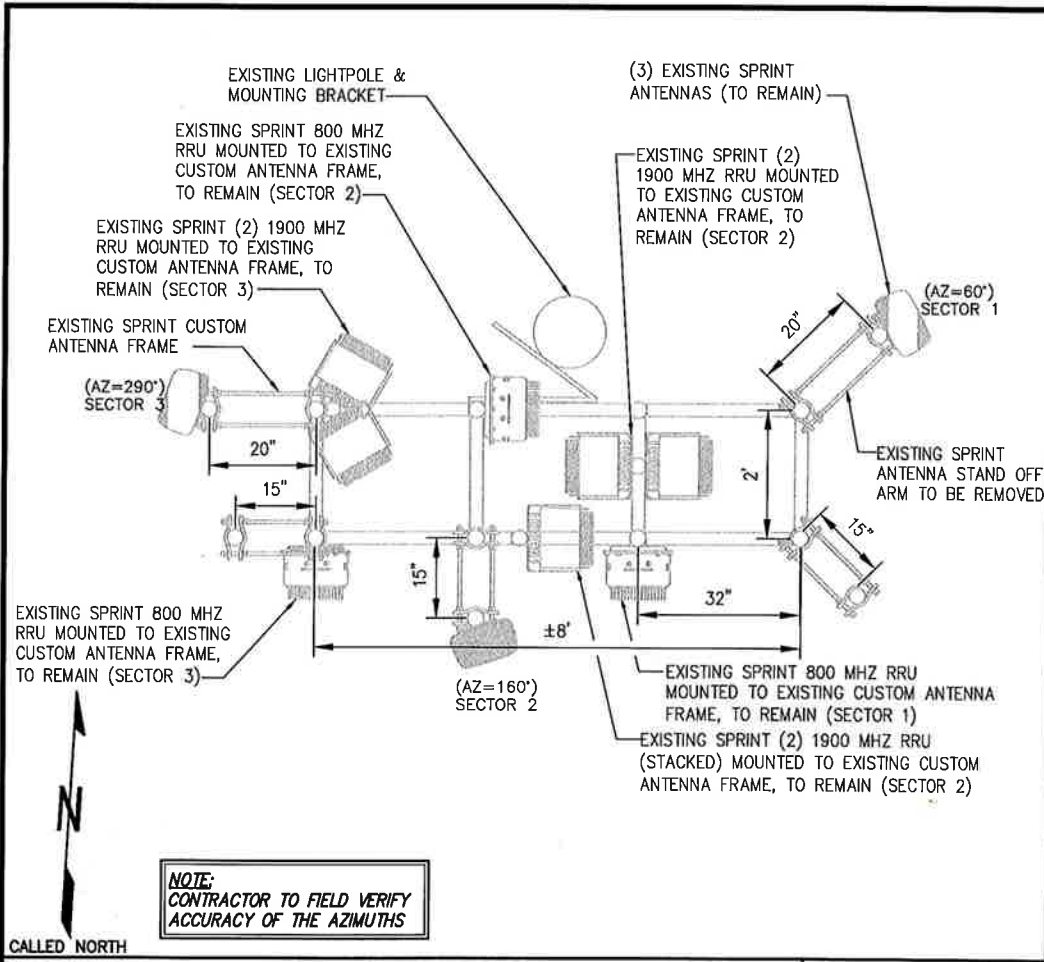 EXISTING LIGHTPOLE &
MOUNTING BRACKET
(3) EXISTING SPRINT
ANTENNAS (TO REMAIN)
EXISTING SPRINT 800 MHZ
RRU MOUNTED TO EXISTING
CUSTOM ANTENNA FRAME,
TO REMAIN (SECTOR 2)
EXISTING SPRINT (2)
1900 MHZ RRU MOUNTED
TO EXISTING CUSTOM
ANTENNA FRAME, TO
REMAIN (SECTOR 2)
EXISTING SPRINT (2) 1900 MHZ
RRU MOUNTED TO EXISTING
CUSTOM ANTENNA FRAME, TO
REMAIN (SECTOR 3)
EXISTING SPRINT CUSTOM
ANTENNA FRAME
(AZ=60°)
SECTOR 1
20"
(AZ=290°)
SECTOR 3
20"
15"
2'
EXISTING SPRINT
ANTENNA STAND OFF
ARM TO BE REMOVED
15"
15"
32"
±8'
EXISTING SPRINT 800 MHZ
RRU MOUNTED TO EXISTING
CUSTOM ANTENNA FRAME,
TO REMAIN (SECTOR 3)
(AZ=160°)
SECTOR 2
EXISTING SPRINT 800 MHZ RRU
MOUNTED TO EXISTING CUSTOM ANTENNA
FRAME, TO REMAIN (SECTOR 1)
EXISTING SPRINT (2) 1900 MHZ RRU
(STACKED) MOUNTED TO EXISTING CUSTOM
ANTENNA FRAME, TO REMAIN (SECTOR 2)
N
NOTE:
CONTRACTOR TO FIELD VERIFY
ACCURACY OF THE AZIMUTHS
CALLED NORTH